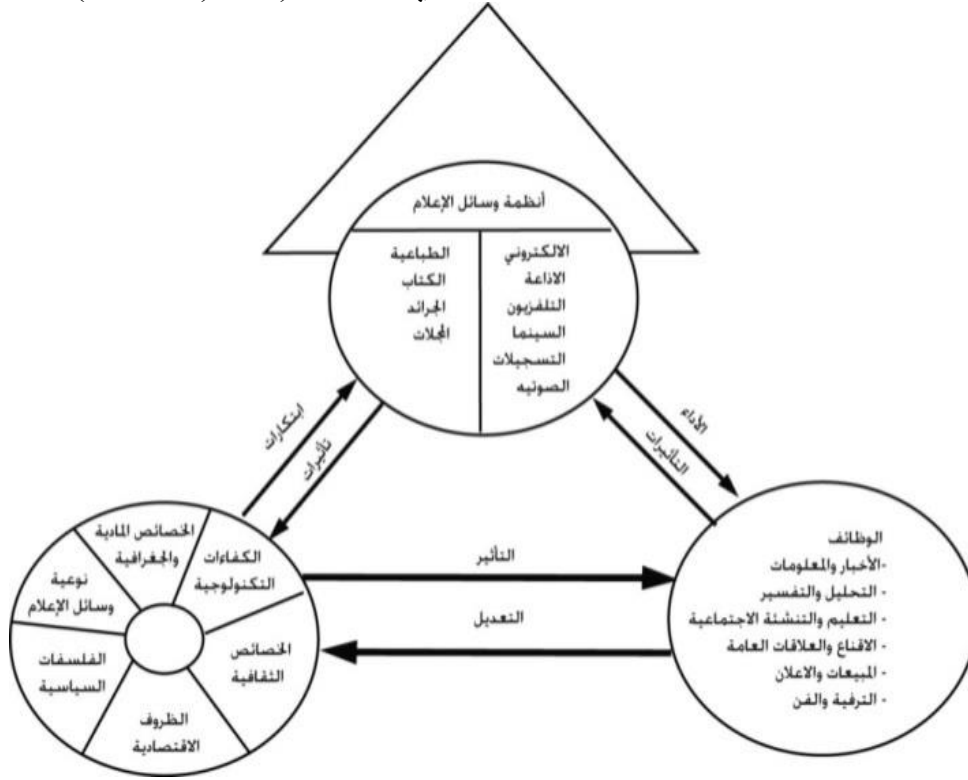 أنظمة وسائل الإعلام
الالكتروني
الاذاعة
التلفزيون
السينما
التسجيلات
الصوتيه
الطباعية
الكتاب
الجرائد
المجلات
ابتكارات
تأثيرات
الأداء
التأثيرات
الخصائص المادية
والجغرافية
الكفاءات
التكنولوجية
الخصائص
الثقافية
الظروف
الاقتصادية
الفلسفات
السياسية
نوعية
وسائل الإعلام
التأثير
التعديل
الوظائف
-الأخبار والمعلومات
- التحليل والتفسير
- التعليم والتنشئة الاجتماعية
- الاقناع والعلاقات العامة
- المبيعات والاعلان
- الترفية والفن